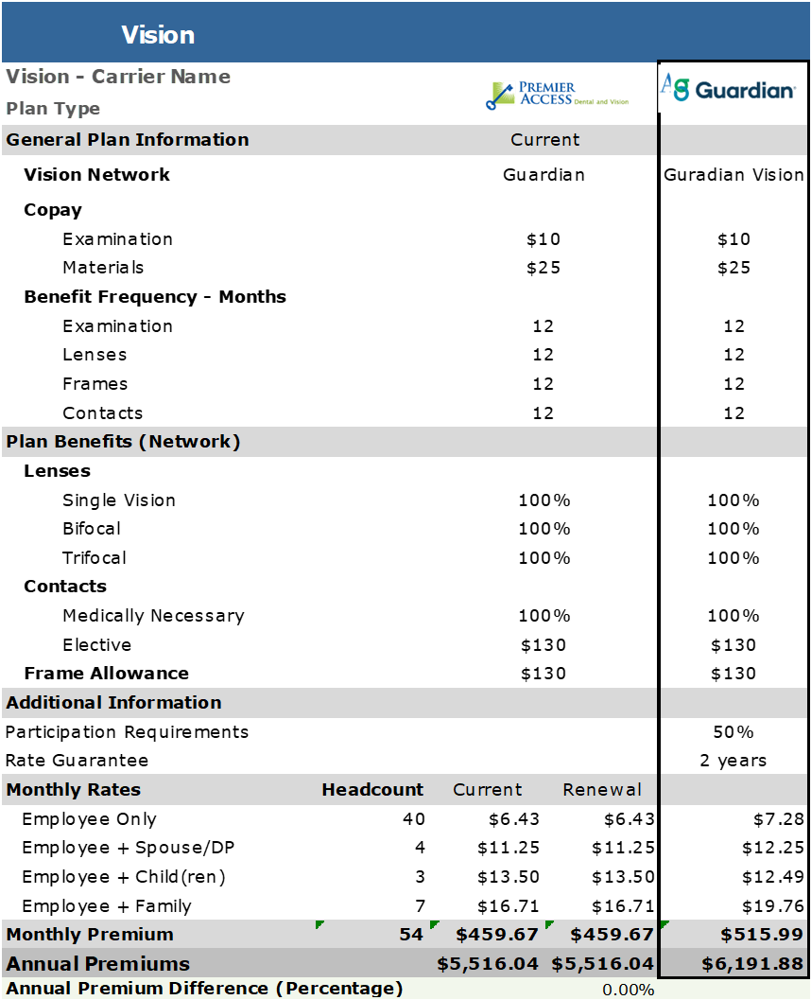 Vision
Vision - Carrier Name
PREMIER
ACCESS Dental and Vision
Guardian
Plan Type
General Plan Information Current
Vision Network Guardian Guradian Vision
Copay
Examination $10 $10
Materials $25 $25
Benefit Frequency - Months
Examination 12 12
Lenses 12 12
Frames 12 12
Contacts 12 12
Plan Benefits (Network)
Lenses
Single Vision 100% 100%
Bifocal 100% 100%
Trifocal 100% 100%
Contacts
Medically Necessary 100% 100%
Elective $130 $130
Frame Allowance $130 $130
Additional Information
Participation Requirements 50%
Rate Guarantee 2 years
Monthly Rates Headcount Current Renewal
Employee Only 40 $6.43 $6.43 $7.28
Employee + Spouse/DP 4 $11.25 $11.25 $12.25
Employee + Child(ren) 3 $13.50 $13.50 $12.49
Employee + Family 7 $16.71 $16.71 $19.76
Monthly Premium 54 $459.67 $459.67 $515.99
Annual Premiums $5,516.04 $5,516.04 $6,191.88
Annual Premium Difference (Percentage) 0.00%